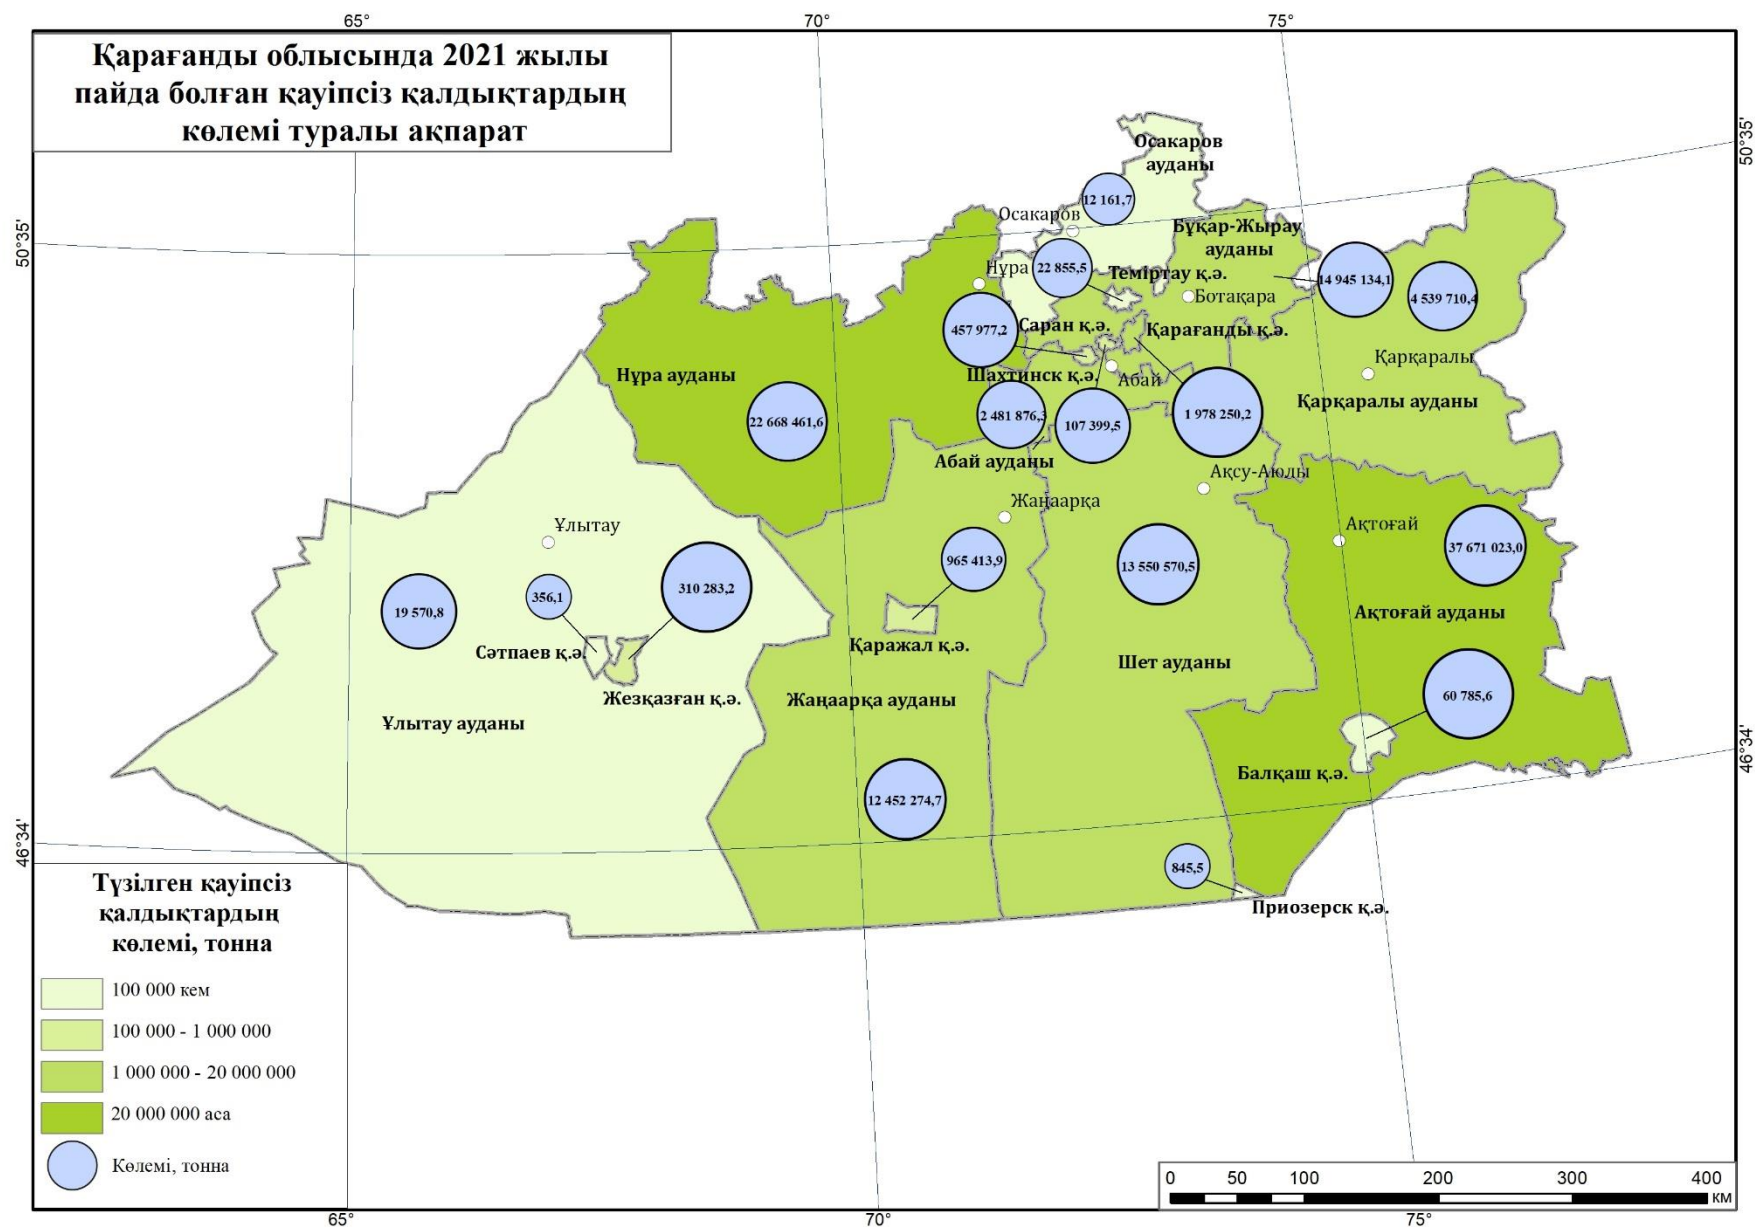 65°
70°
75°
Қарағанды облысында 2021 жылы
пайда болған қауіпсіз қалдықтардың
көлемі туралы ақпарат
50°35'
50°35'
Осакаров
ауданы
12 161,7
Осакаров
Бұқар-Жырау
ауданы
Нұра
22 855,5
Теміртау қ.ә.
14 945 134,1
4 539 710,4
Ботақара
457 977,2
Саран қ.ә.
Қарағанды қ.ә.
Қарқаралы
Нұра ауданы
Шахтинск қ.ә.
Абай
Қарқаралы ауданы
22 668 461,6
2 481 876,3
107 399,5
1 978 250,2
Абай ауданы
Ақсу-Аюлы
Жаңаарқа
Ұлытау
Ақтоғай
37 671 023,0
965 413,9
13 550 570,5
310 283,2
356,1
19 570,8
Ақтоғай ауданы
Сәтпаев қ.ә.
Қаражал қ.ә.
Шет ауданы
Жезқазған қ.ә.
Жаңаарқа ауданы
60 785,6
Ұлытау ауданы
46°34'
Балқаш қ.ә.
12 452 274,7
46°34'
845,5
Приозерск қ.ә.
Түзілген қауіпсіз
қалдықтардың
көлемі, тонна
100 000 кем
100 000 - 1 000 000
1 000 000 - 20 000 000
20 000 000 аса
Көлемі, тонна
0 50 100 200 300 400
КМ
65°
70°
75°